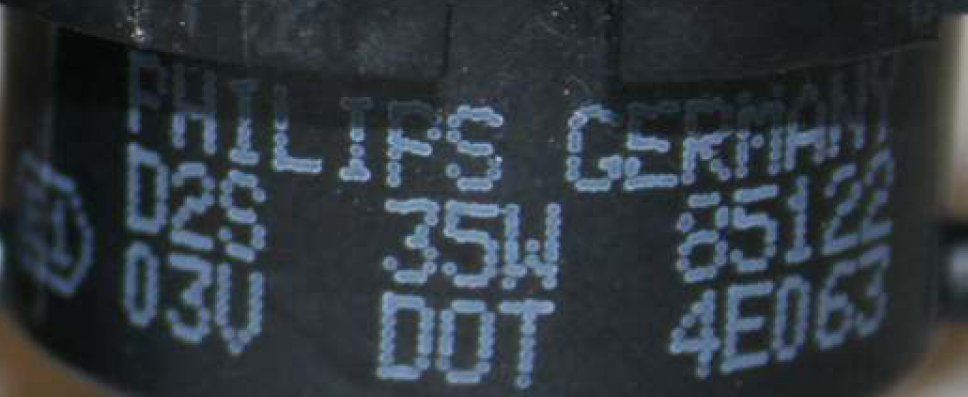 PHILIPS GERMANY
D2S 35W 85122
03V DOT 4E063